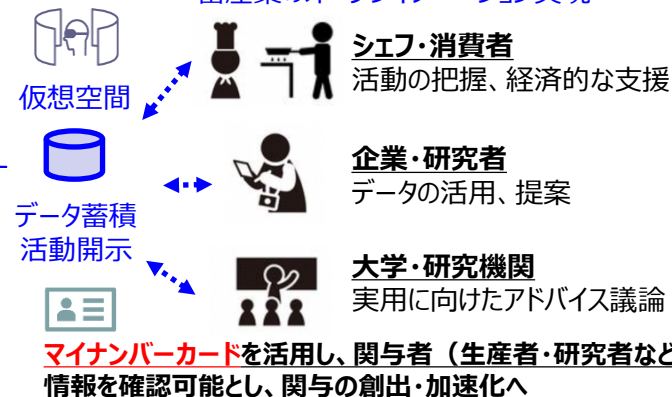 仮想空間
シェフ・消費者
活動の把握、経済的な支援
企業・研究者
データの活用、提案
データ蓄積
活動開示
大学・研究機関
実用に向けたアドバイス議論
マイナンバーカードを活用し、関与者（生産者・研究者など
情報を確認可能とし、関与の創出・加速化へ